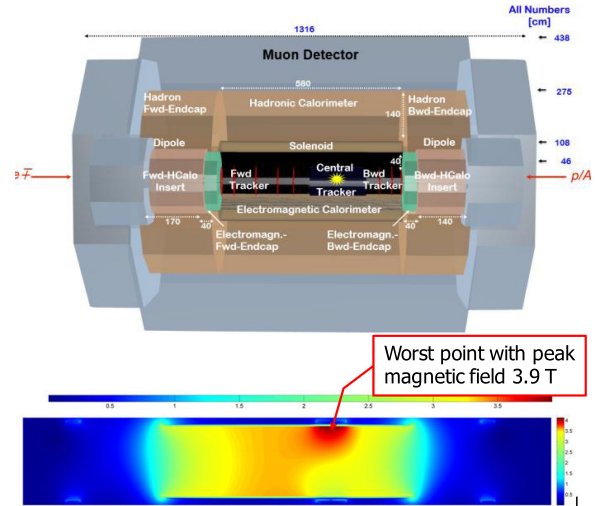 All Numbers
[cm]
1316
438
Muon Detector
580
275
Hadron
Fwd-Endcap
Hadronic Calorimeter
Hadron
Bwd-Endcap
140
Dipole
Solenoid
Dipole
108
40
46
e∓
Fwd-HCalo
Insert
Fwd
Tracker
Central
Tracker
Bwd
Tracker
Bwd-HCalo
Insert
p/A
Electromagnetic Calorimeter
170
40
Electromagn.-
Fwd-Endcap
Electromagn.-
Bwd-Endcap
40
140
Worst point with peak
magnetic field 3.9 T
0.5
1
1.5
2
2.5
3
3.5
4
3.5
3
2.5
2
1.5
1
0.5